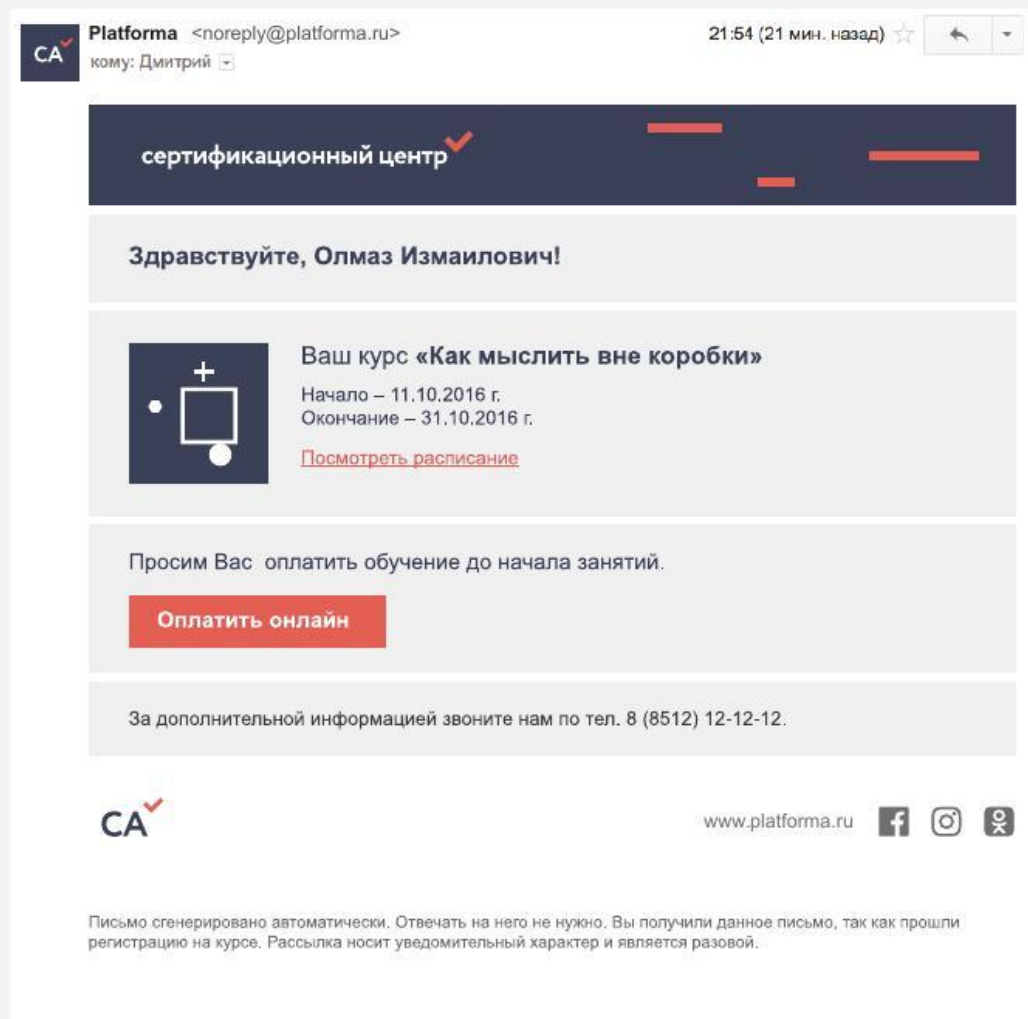 CA
Platforma <noreply@platforma.ru>
21:54 (21 мин. назад)
кому: Дмитрий
сертификационный центр
Здравствуйте, Олмаз Измаилович!
Ваш курс «Как мыслить вне коробки»
Начало – 11.10.2016 г.
Окончание – 31.10.2016 г.
Посмотреть расписание
Просим Вас оплатить обучение до начала занятий.
Оплатить онлайн
За дополнительной информацией звоните нам по тел. 8 (8512) 12-12-12.
CA
www.platforma.ru
Письмо сгенерировано автоматически. Отвечать на него не нужно. Вы получили данное письмо, так как прошли
регистрацию на курсе. Рассылка носит уведомительный характер и является разовой.